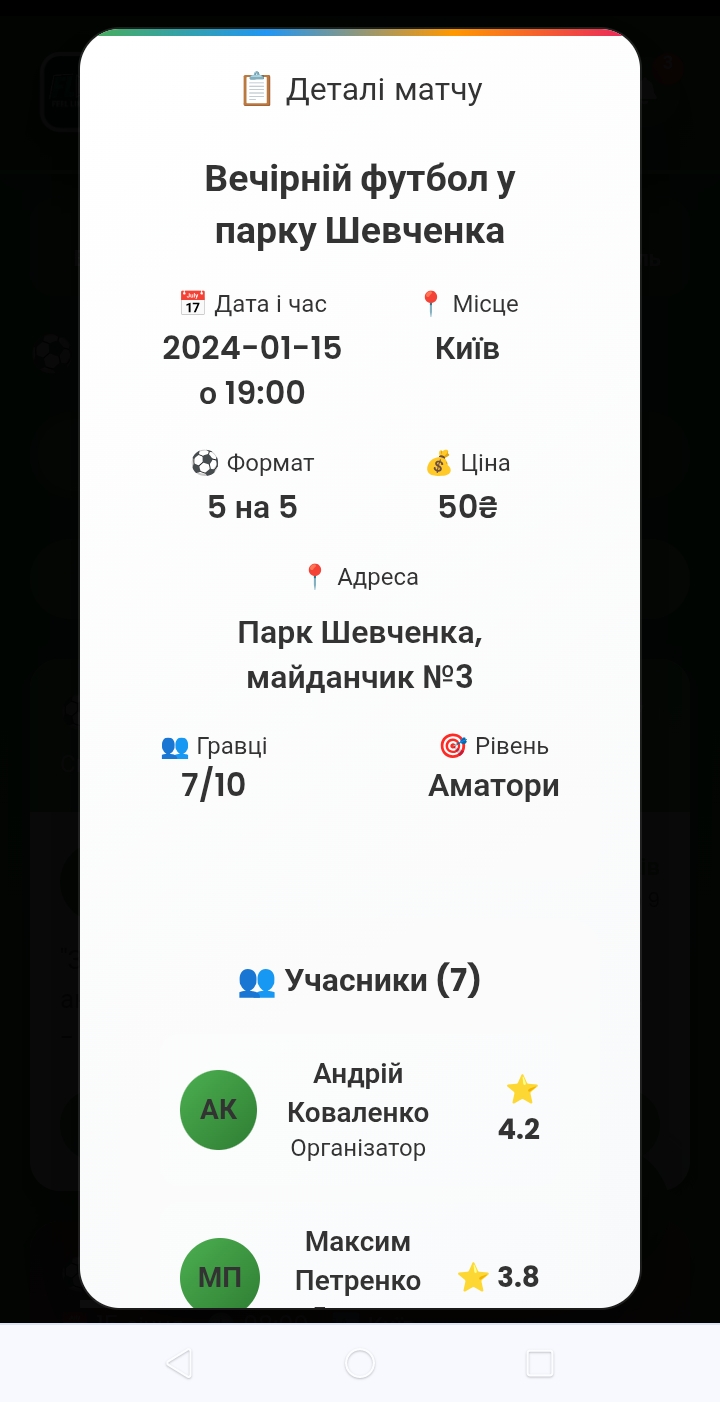 Деталі матчу
Вечірній футбол у
парку Шевченка
Дата і час
Місце
2024-01-15
о 19:00
Київ
Формат
Ціна
5 на 5
50₴
Адреса
Парк Шевченка,
майданчик №3
Гравці
Рівень
7/10
Аматори
Учасники (7)
АК
Андрій
Коваленко
Організатор
4.2
МП
Максим
Петренко
3.8